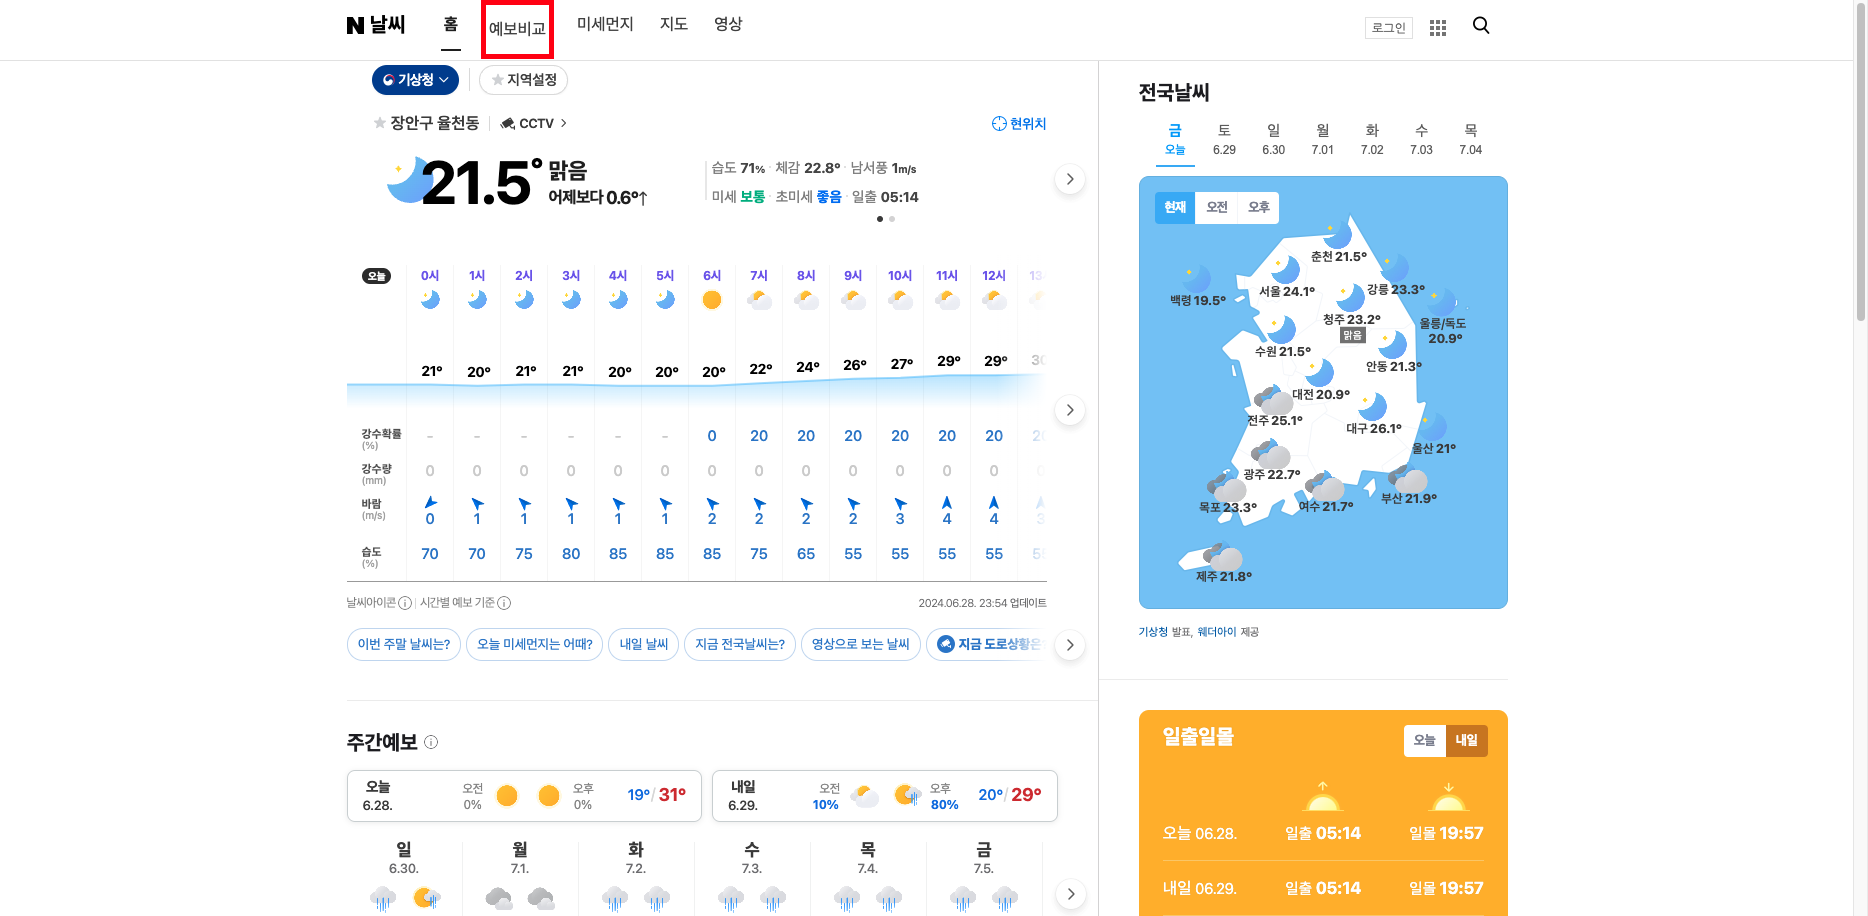 N 날씨
홈
예보비교
미세먼지
지도
영상
로그인
기상청
지역설정
장안구 율천동
CCTV
현위치
21.5°
맑음
어제보다 0.6°↑
습도 71% · 체감 22.8° · 남서풍 1m/s
미세 보통 · 초미세 좋음 · 일출 05:14
오늘 0시 1시 2시 3시 4시 5시 6시 7시 8시 9시 10시 11시 12시
21° 20° 21° 21° 20° 20° 20° 22° 24° 26° 27° 29° 29° 30
강수확률 (%) - - - - - - 0 20 20 20 20 20 20 20
강수량 (mm) 0 0 0 0 0 0 0 0 0 0 0 0 0 0
바람 (m/s) 0 1 1 1 1 1 2 2 2 2 3 4 4 3
습도 (%) 70 70 75 80 85 85 85 75 65 55 55 55 55
날씨아이콘 시간별 예보 기준
2024.06.28. 23:54 업데이트
이번 주말 날씨는?
오늘 미세먼지는 어때?
내일 날씨
지금 전국날씨는?
영상으로 보는 날씨
지금 도로상황은
주간예보
오늘 6.28. 오전 0% 오후 0% 19°/31°
내일 6.29. 오전 10% 오후 80% 20°/29°
일 월 화 수 목 금
6.30. 7.1. 7.2. 7.3. 7.4. 7.5.
전국날씨
금 토 일 월 화 수 목
오늘 6.29 6.30 7.01 7.02 7.03 7.04
현재 오전 오후
춘천 21.5°
백령 19.5°
서울 24.1°
강릉 23.3°
청주 23.2°
맑음
울릉/독도
20.9°
수원 21.5°
안동 21.3°
대전 20.9°
전주 25.1°
대구 26.1°
울산 21°
광주 22.7°
부산 21.9°
목포 23.3°
여수 21.7°
제주 21.8°
기상청 발표, 웨더아이 제공
일출일몰
오늘 내일
오늘 06.28. 일출 05:14 일몰 19:57
내일 06.29. 일출 05:14 일몰 19:57